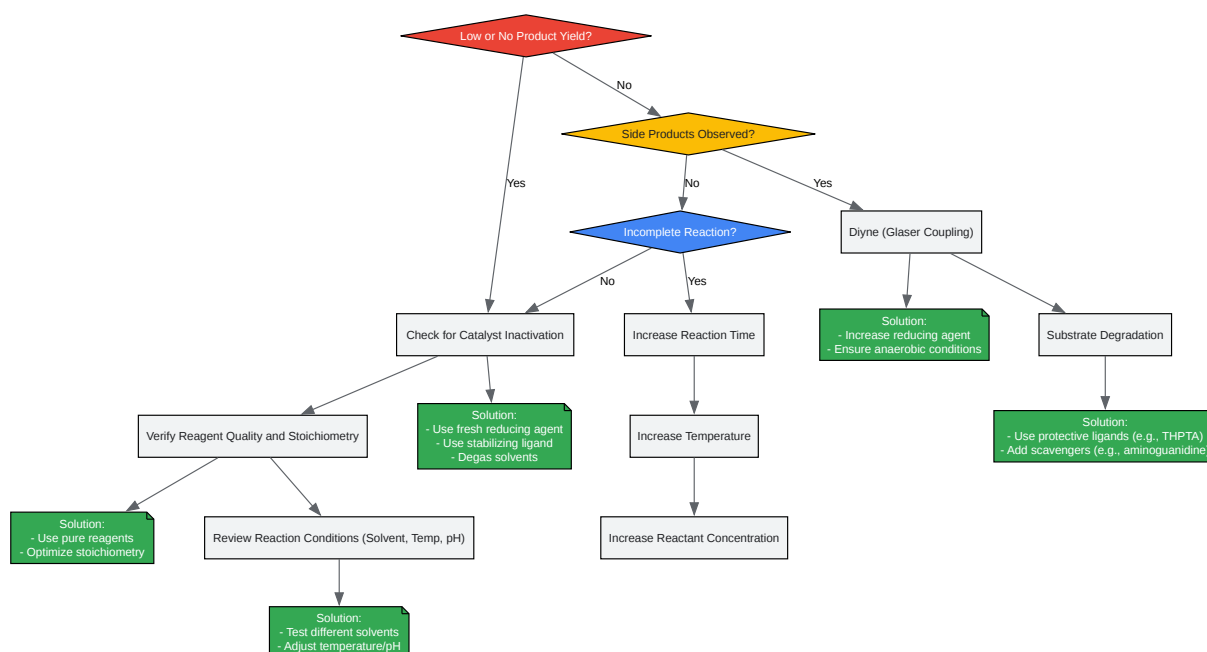 Low or No Product Yield?
No
Side Products Observed?
Yes
No
Yes
Incomplete Reaction?
Diyne (Glaser Coupling)
No
Yes
Check for Catalyst Inactivation
Increase Reaction Time
Solution:
- Increase reducing agent
- Ensure anaerobic conditions
Substrate Degradation
Verify Reagent Quality and Stoichiometry
Solution:
- Use fresh reducing agent
- Use stabilizing ligand
- Degas solvents
Increase Temperature
Solution:
- Use protective ligands (e.g., THPTA)
- Add scavengers (e.g., aminoguanidine)
Solution:
- Use pure reagents
- Optimize stoichiometry
Review Reaction Conditions (Solvent, Temp, pH)
Increase Reactant Concentration
Solution:
- Test different solvents
- Adjust temperature/pH